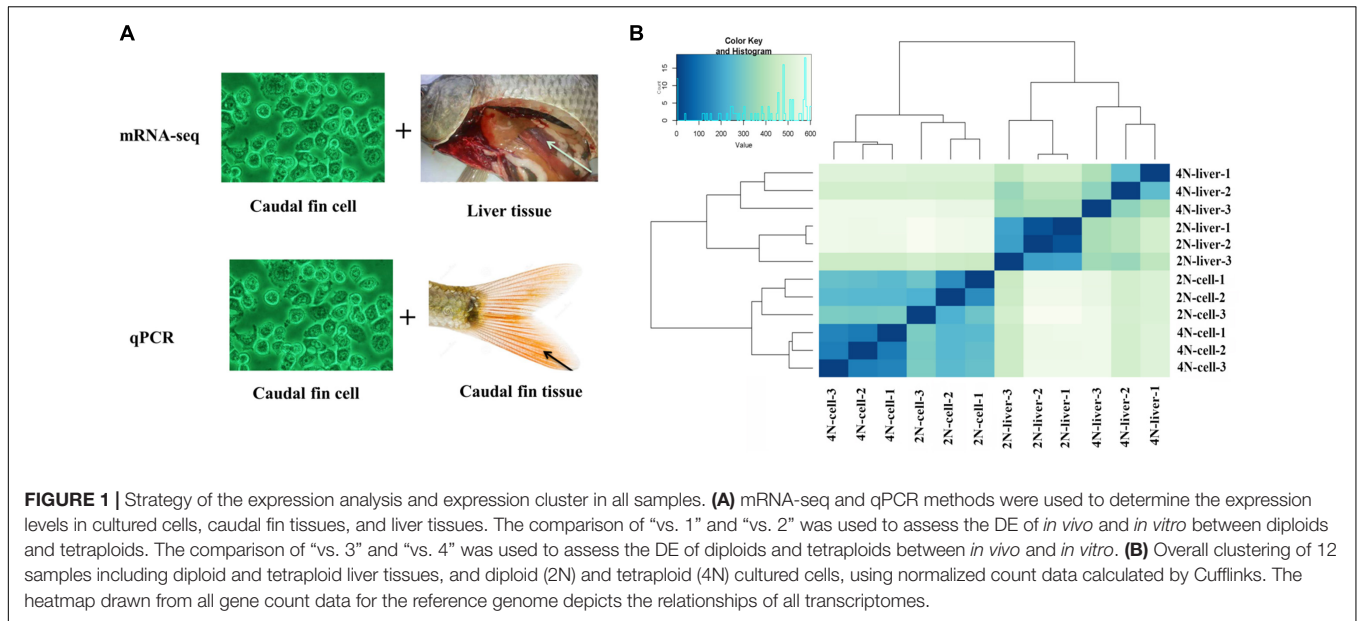 A
mRNA-seq
+
Caudal fin cell
Liver tissue
qPCR
+
Caudal fin cell
Caudal fin tissue
B
Color Key
and Histogram
Count
0 5 10 15
0 100 200 300 400 500 600
Value
4N-liver-1
4N-liver-2
4N-liver-3
2N-liver-1
2N-liver-2
2N-liver-3
2N-cell-1
2N-cell-2
2N-cell-3
4N-cell-1
4N-cell-2
4N-cell-3
4N-cell-3
4N-cell-2
4N-cell-1
2N-cell-3
2N-cell-2
2N-cell-1
2N-liver-3
2N-liver-2
2N-liver-1
4N-liver-3
4N-liver-2
4N-liver-1
FIGURE 1 | Strategy of the expression analysis and expression cluster in all samples. (A) mRNA-seq and qPCR methods were used to determine the expression
levels in cultured cells, caudal fin tissues, and liver tissues. The comparison of “vs. 1” and “vs. 2” was used to assess the DE of in vivo and in vitro between diploids
and tetraploids. The comparison of “vs. 3” and “vs. 4” was used to assess the DE of diploids and tetraploids between in vivo and in vitro. (B) Overall clustering of 12
samples including diploid and tetraploid liver tissues, and diploid (2N) and tetraploid (4N) cultured cells, using normalized count data calculated by Cufflinks. The
heatmap drawn from all gene count data for the reference genome depicts the relationships of all transcriptomes.